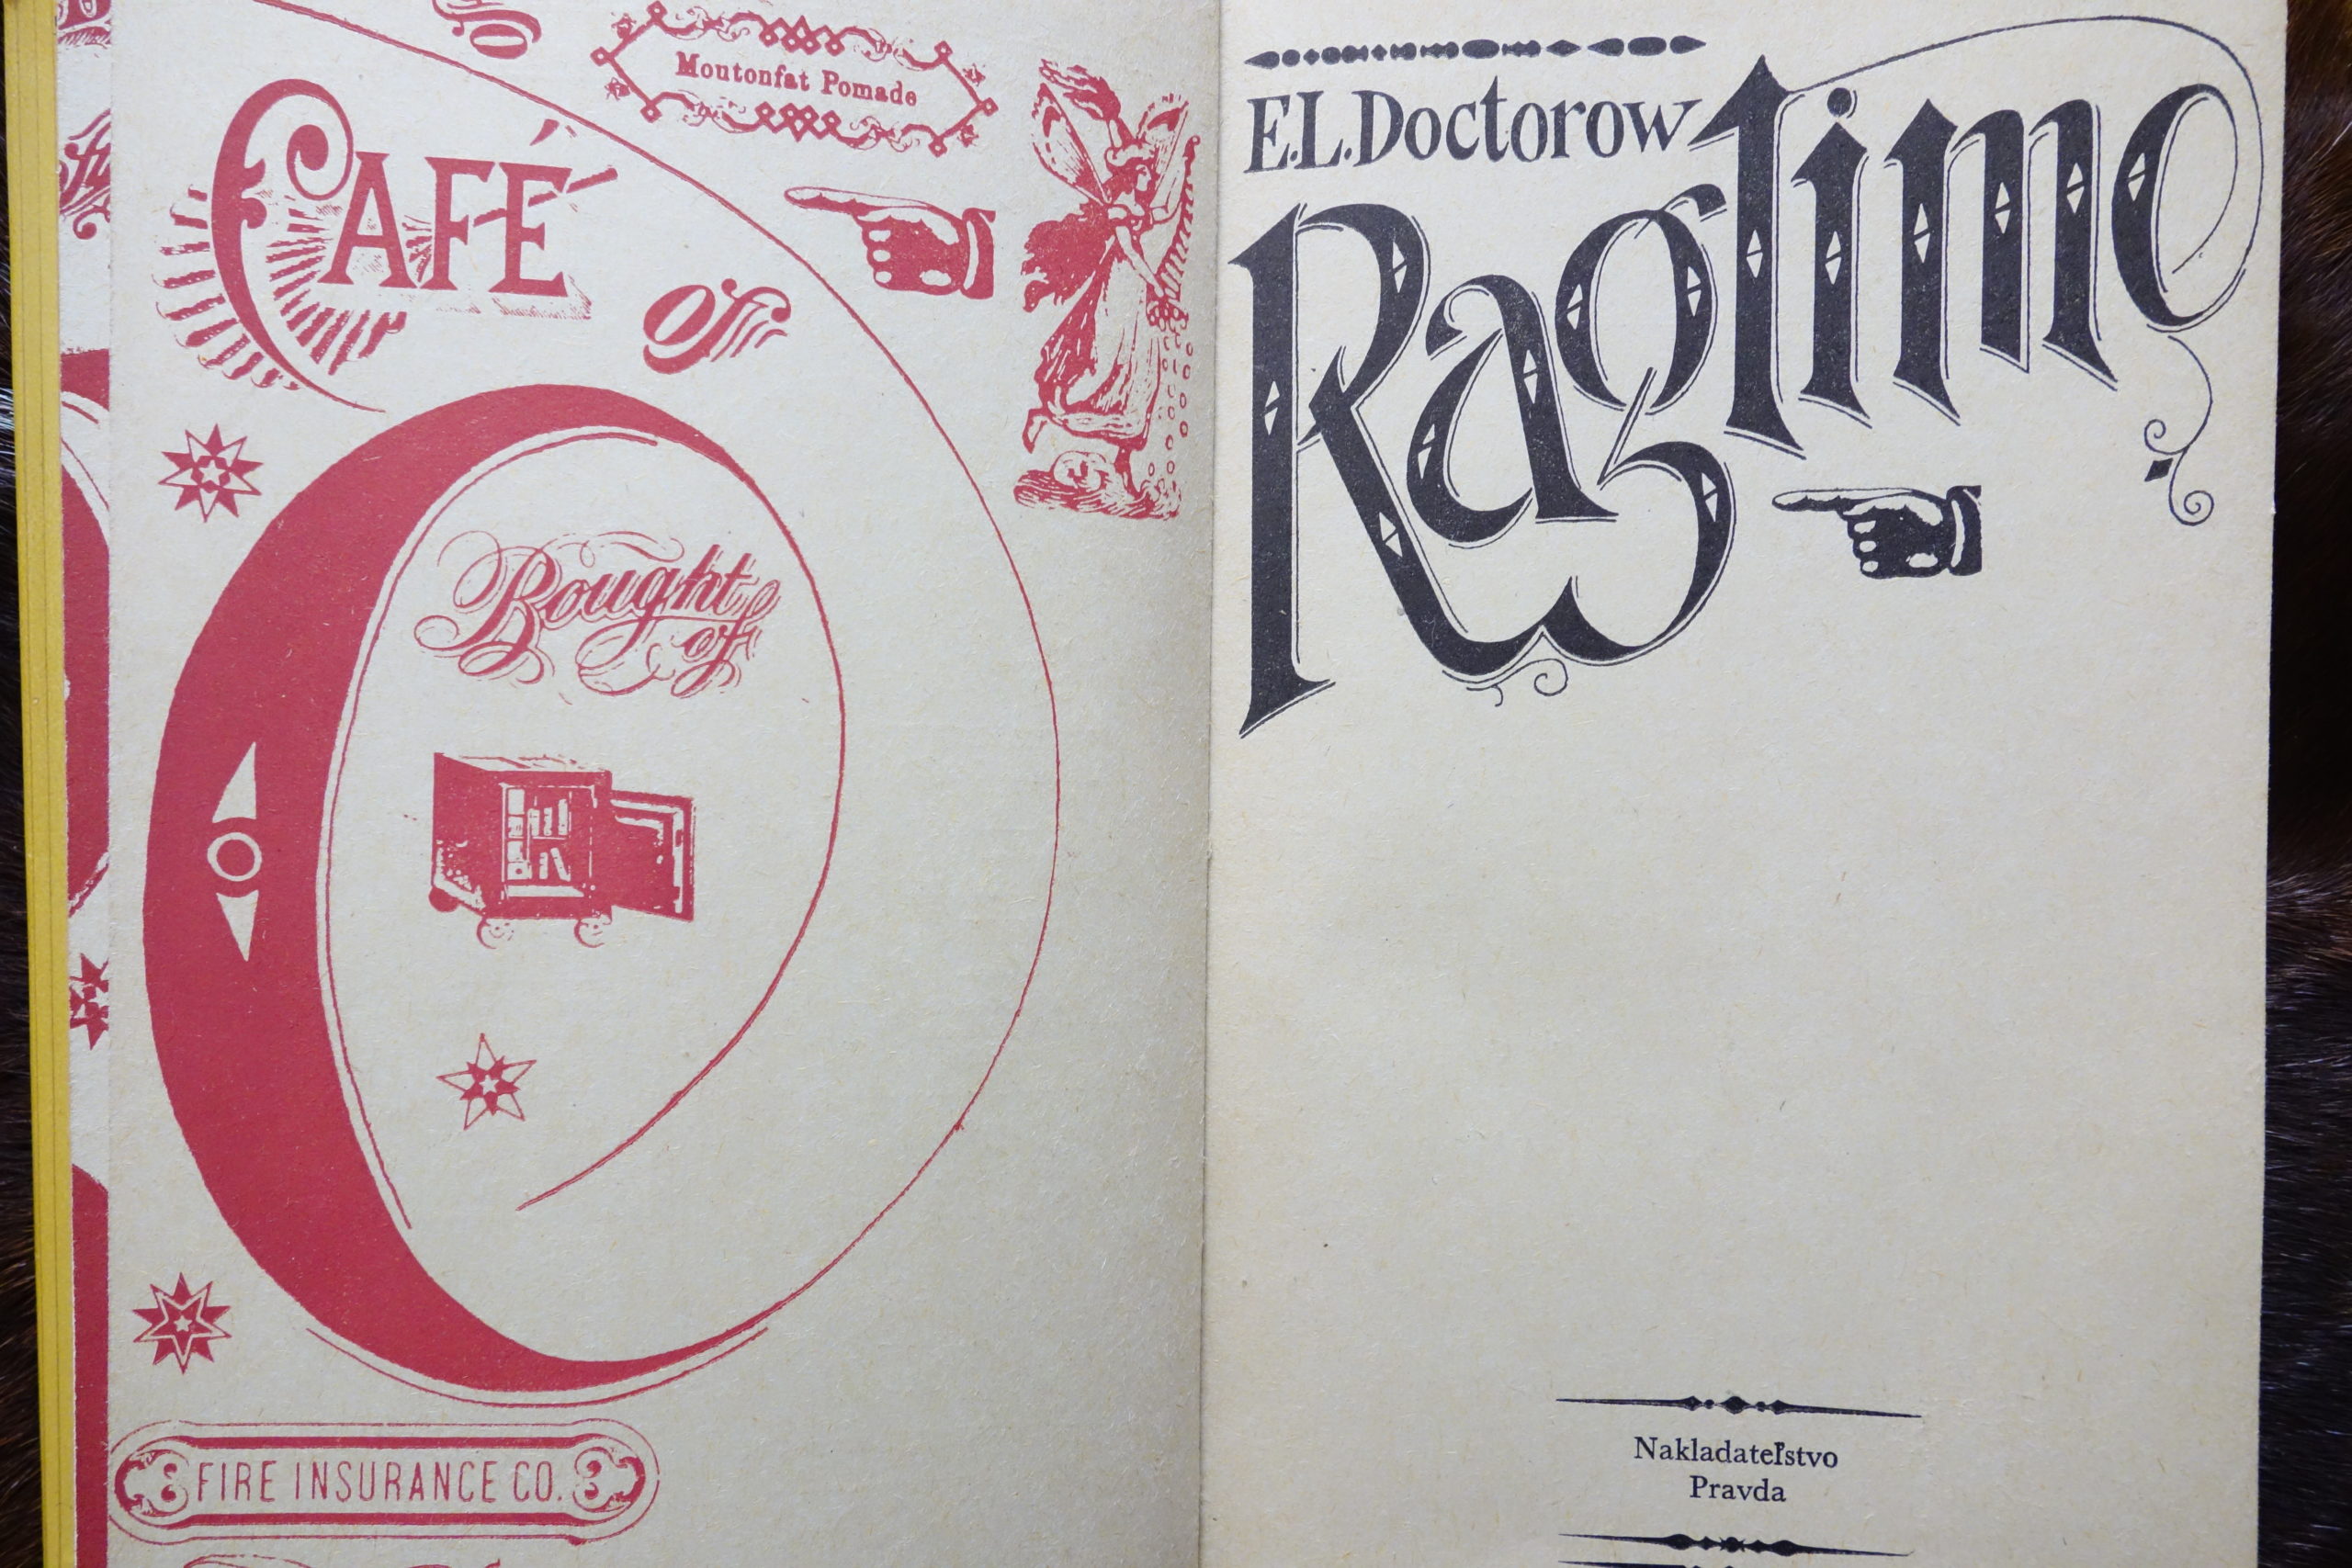 Moutonfat Pomade
CAFÉ
of
Bought
of
FIRE INSURANCE CO.
E.L.Doctorow
Ragtime
Nakladateľstvo
Pravda